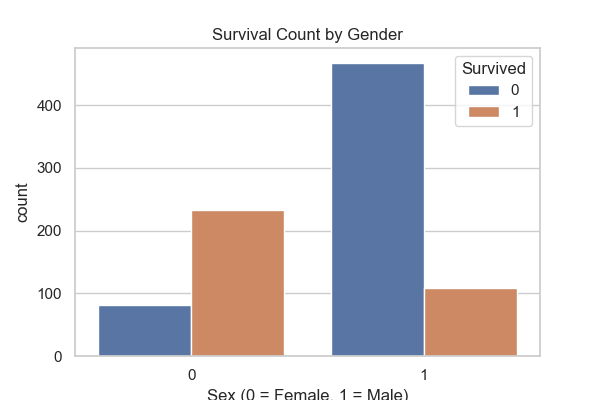 Survival Count by Gender
Survived
0
1
400
300
200
100
0
count
0 1
Sex (0 = Female, 1 = Male)